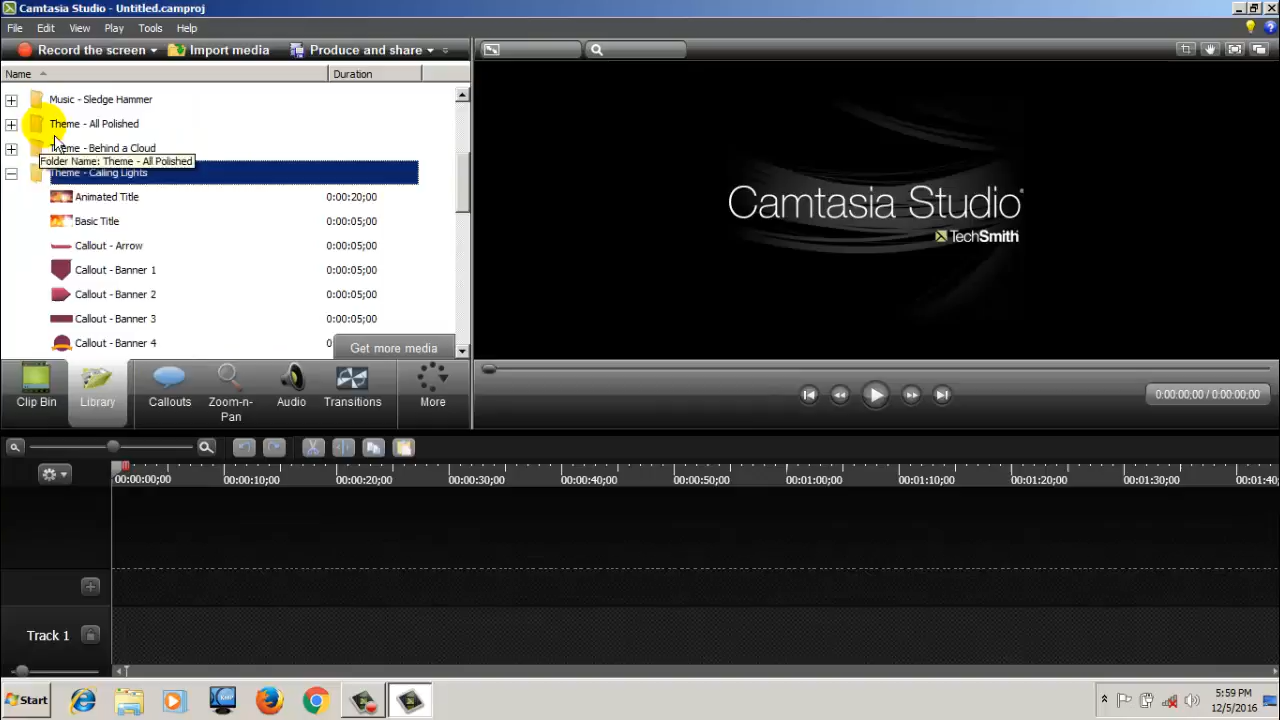 Camtasia Studio - Untitled.camproj
File Edit View Play Tools Help
Record the screen Import media Produce and share
Name Duration
Music - Sledge Hammer
Theme - All Polished
Theme - Behind a Cloud
Folder Name: Theme - All Polished
Theme - Calling Lights
Animated Title 0:00:20;00
Basic Title 0:00:05;00
Callout - Arrow 0:00:05;00
Callout - Banner 1 0:00:05;00
Callout - Banner 2 0:00:05;00
Callout - Banner 3 0:00:05;00
Callout - Banner 4 0
Get more media
Camtasia Studio®
TechSmith
Clip Bin Library Callouts Zoom-n-Pan Audio Transitions More
0:00:00;00 / 0:00:00;00
00:00:00;00 00:00:10;00 00:00:20;00 00:00:30;00 00:00:40;00 00:00:50;00 00:01:00;00 00:01:10;00 00:01:20;00 00:01:30;00 00:01:40
Track 1
Start
5:59 PM
12/5/2016